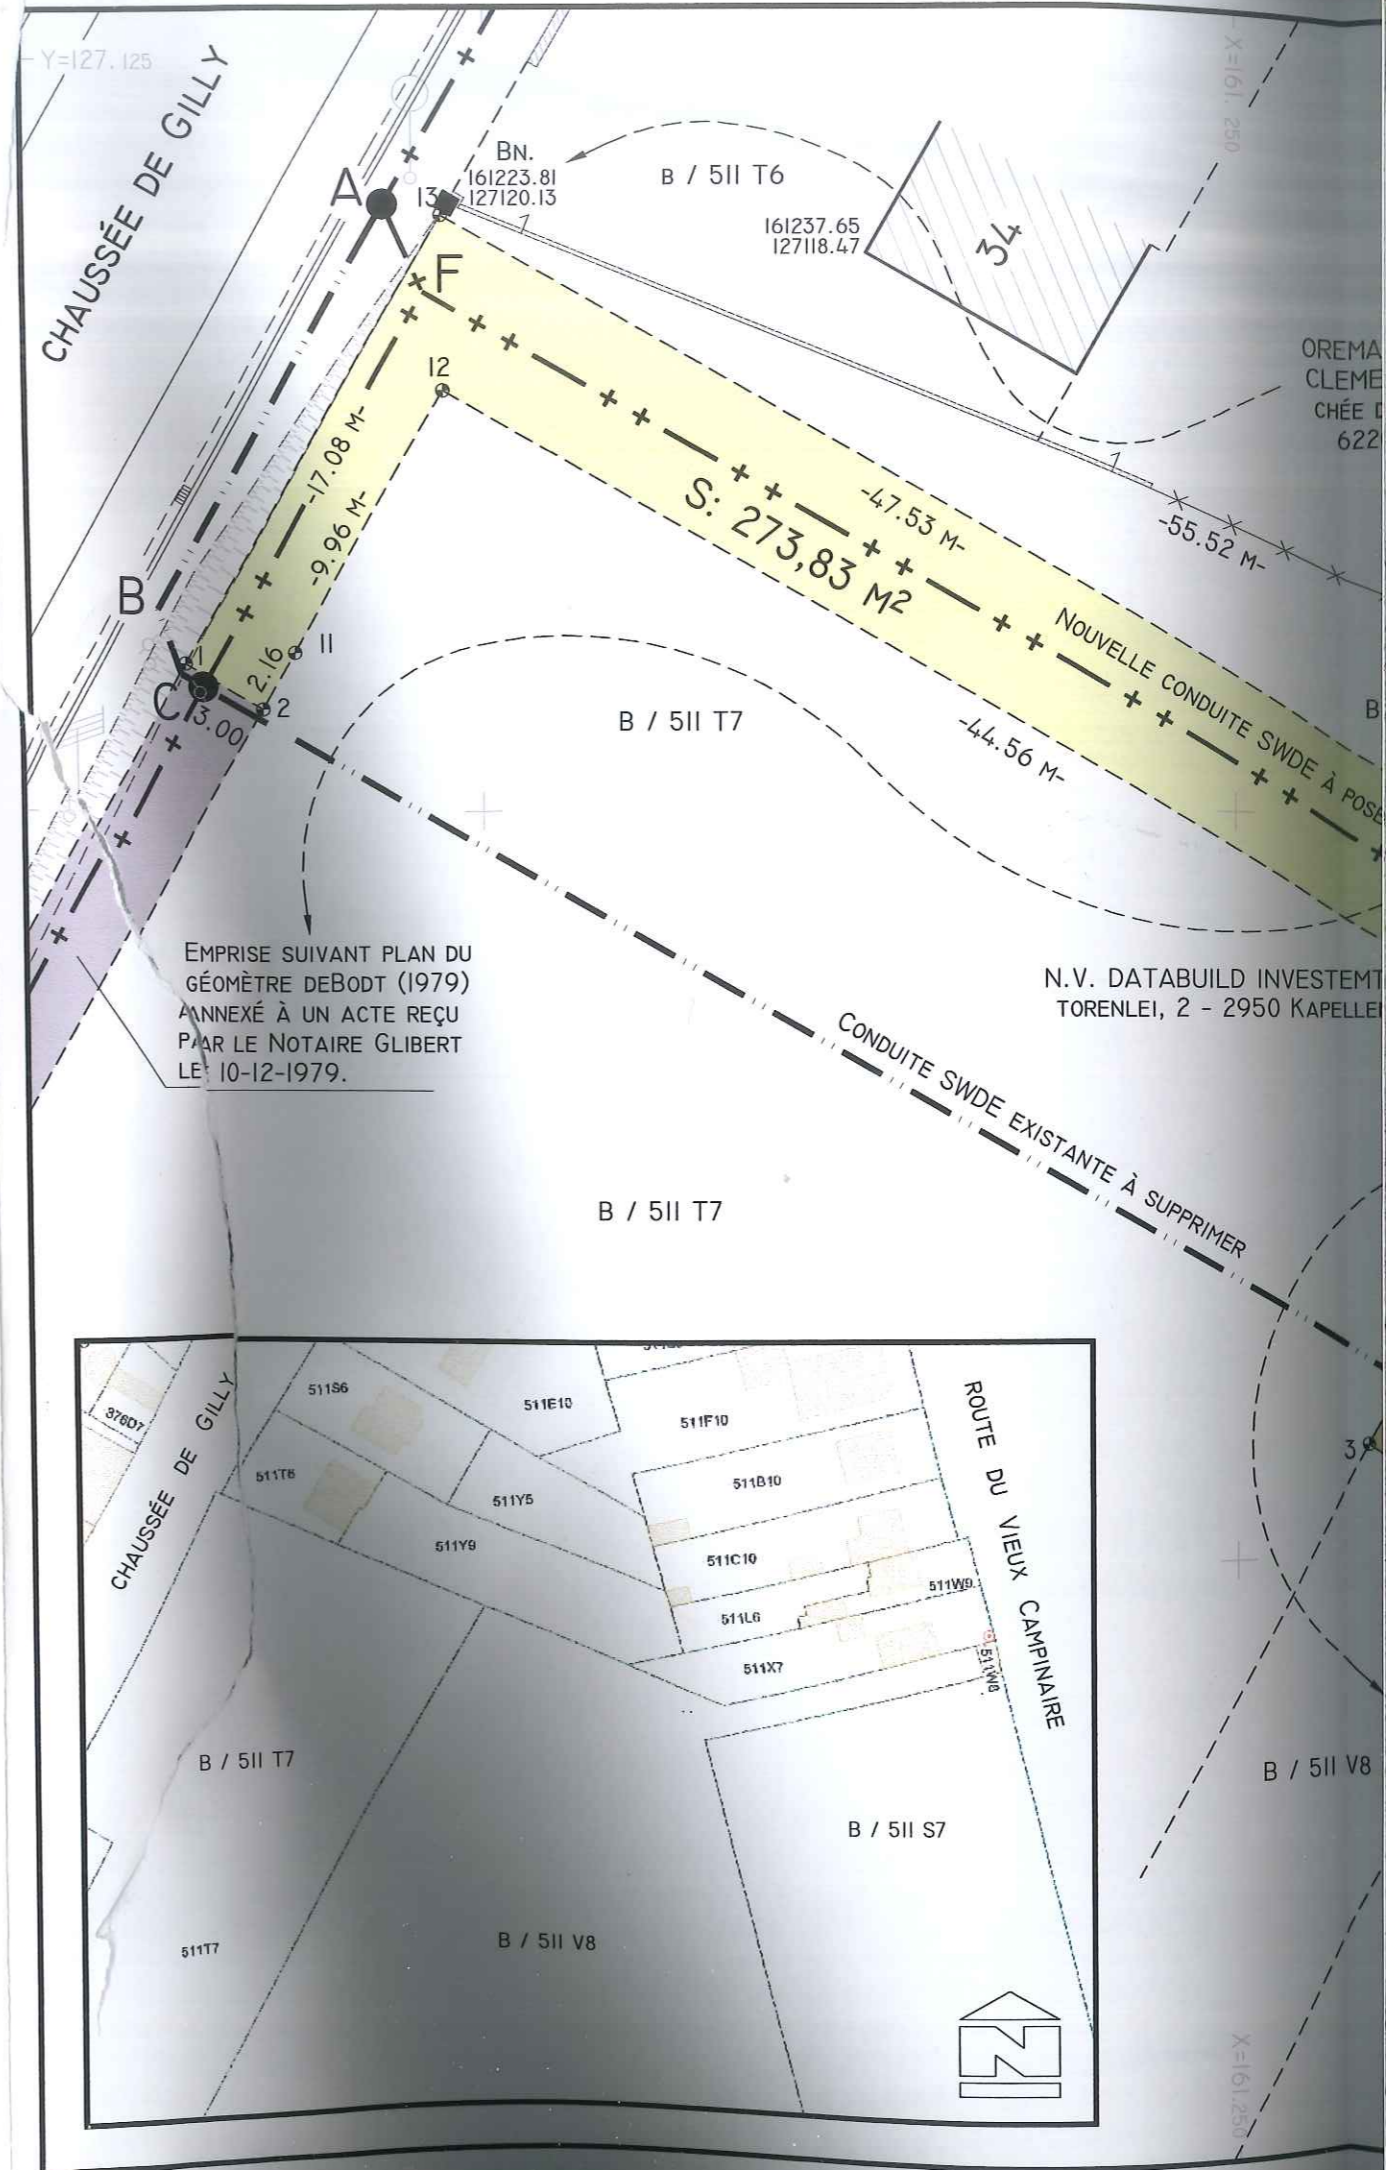 Y=127.125
X=161.250
CHAUSSÉE DE GILLY
A
BN.
161223.81
127120.13
13
B / 511 T6
161237.65
127118.47
34
F
12
OREMA
CLEME
CHÉE D
622
-17.08 M-
-9.96 M-
-47.53 M-
-55.52 M-
S: 273,83 M²
B
1
11
2.16
C
3.00
2
NOUVELLE CONDUITE SWDE À POSE
B / 511 T7
B
-44.56 M-
EMPRISE SUIVANT PLAN DU
GÉOMÈTRE DEBODT (1979)
ANNEXÉ À UN ACTE REÇU
PAR LE NOTAIRE GLIBERT
LE 10-12-1979.
N.V. DATABUILD INVESTEMT
TORENLEI, 2 - 2950 KAPELLE
CONDUITE SWDE EXISTANTE À SUPPRIMER
B / 511 T7
3
B / 511 V8
X=161.250
376D7
CHAUSSÉE DE GILLY
511S6
511E10
511F10
511T6
511Y5
511B10
511Y9
511C10
511W9
511L6
511X7
511W8
ROUTE DU VIEUX CAMPINAIRE
B / 511 T7
B / 511 S7
511T7
B / 511 V8
N